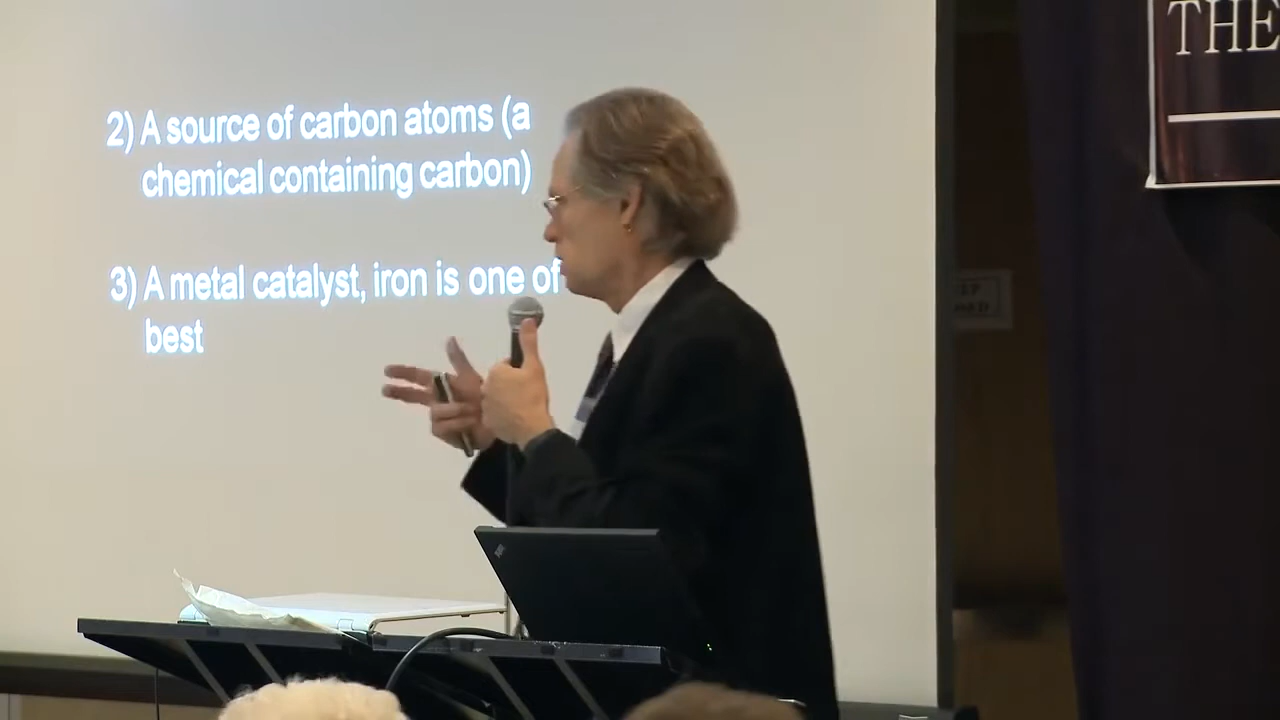 2) A source of carbon atoms (a
chemical containing carbon)
3) A metal catalyst, iron is one of
best
THE